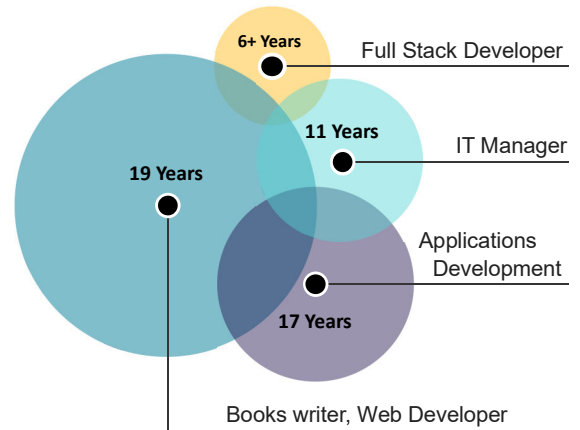 6+ Years
Full Stack Developer
11 Years
IT Manager
19 Years
Applications
Development
17 Years
Books writer, Web Developer